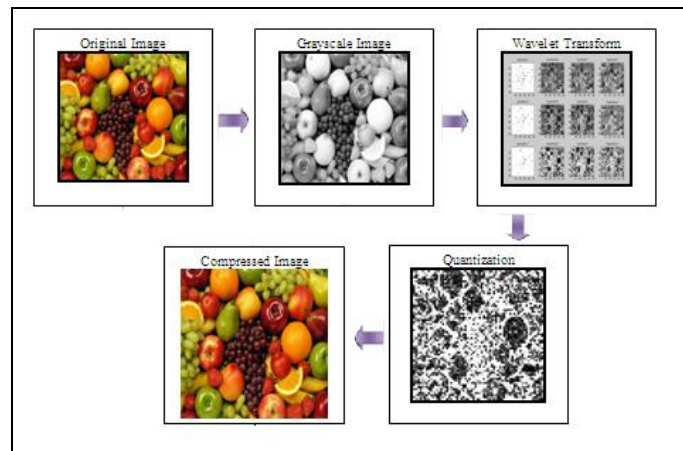 Original Image
Grayscale Image
Wavelet Transform
Compressed Image
Quantization